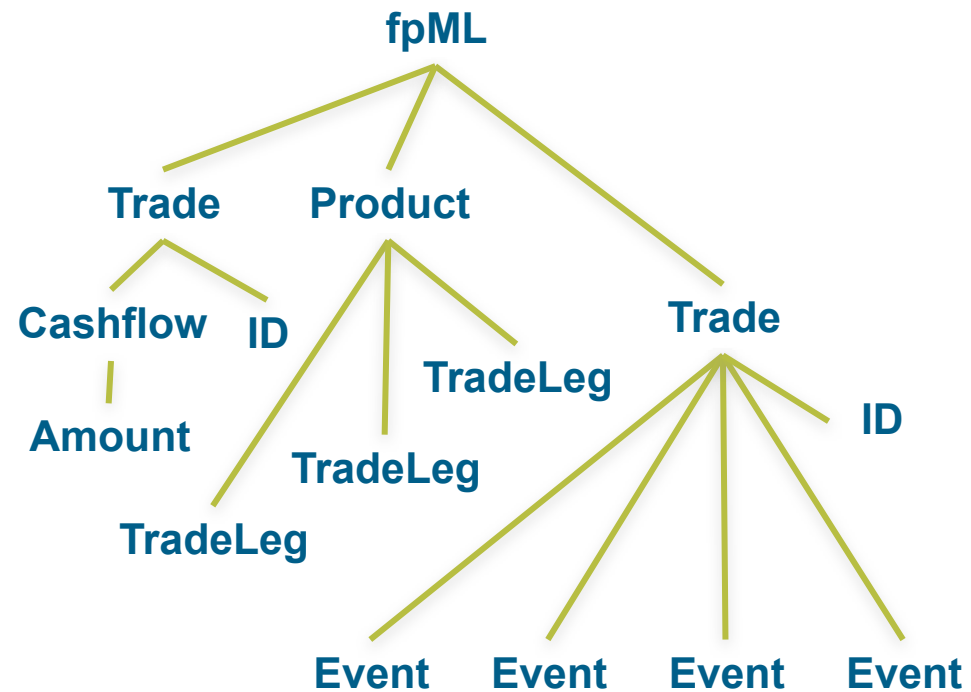 fpML
Trade Product
Cashflow ID Trade
TradeLeg
Amount ID
TradeLeg
TradeLeg
Event Event Event Event